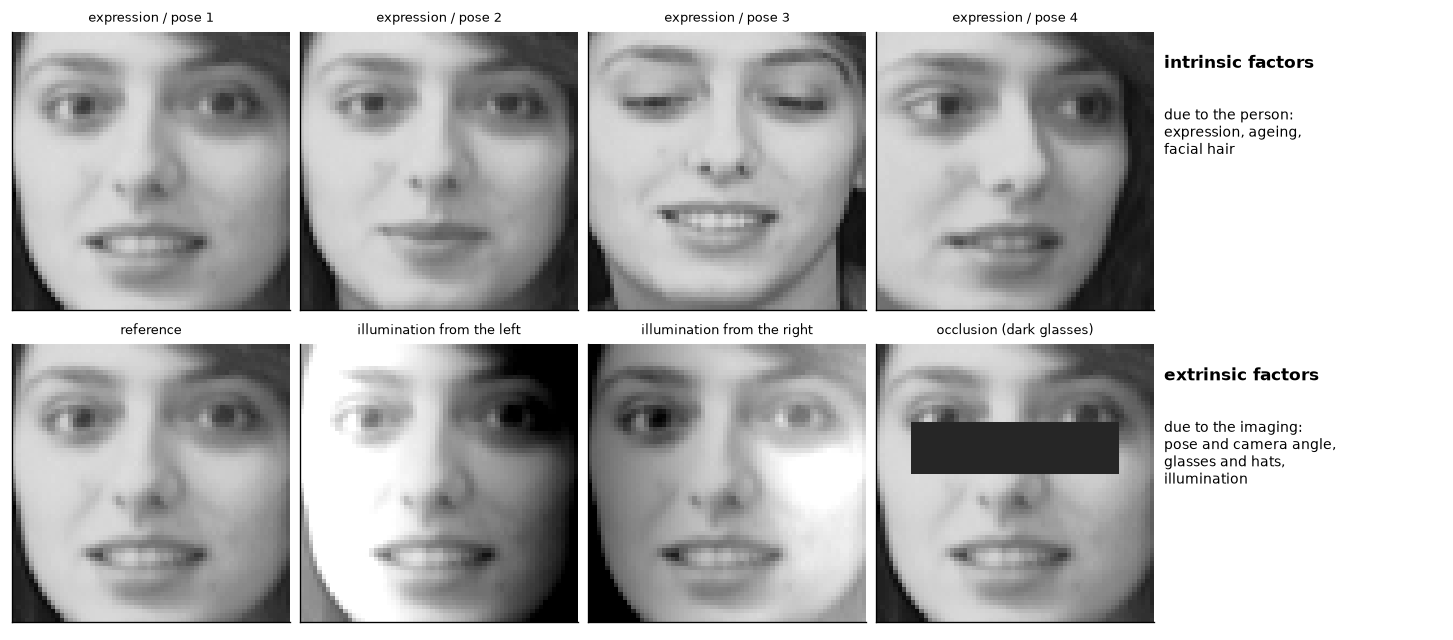 expression / pose 1
expression / pose 2
expression / pose 3
expression / pose 4
intrinsic factors
due to the person:
expression, ageing,
facial hair
reference
illumination from the left
illumination from the right
occlusion (dark glasses)
extrinsic factors
due to the imaging:
pose and camera angle,
glasses and hats,
illumination